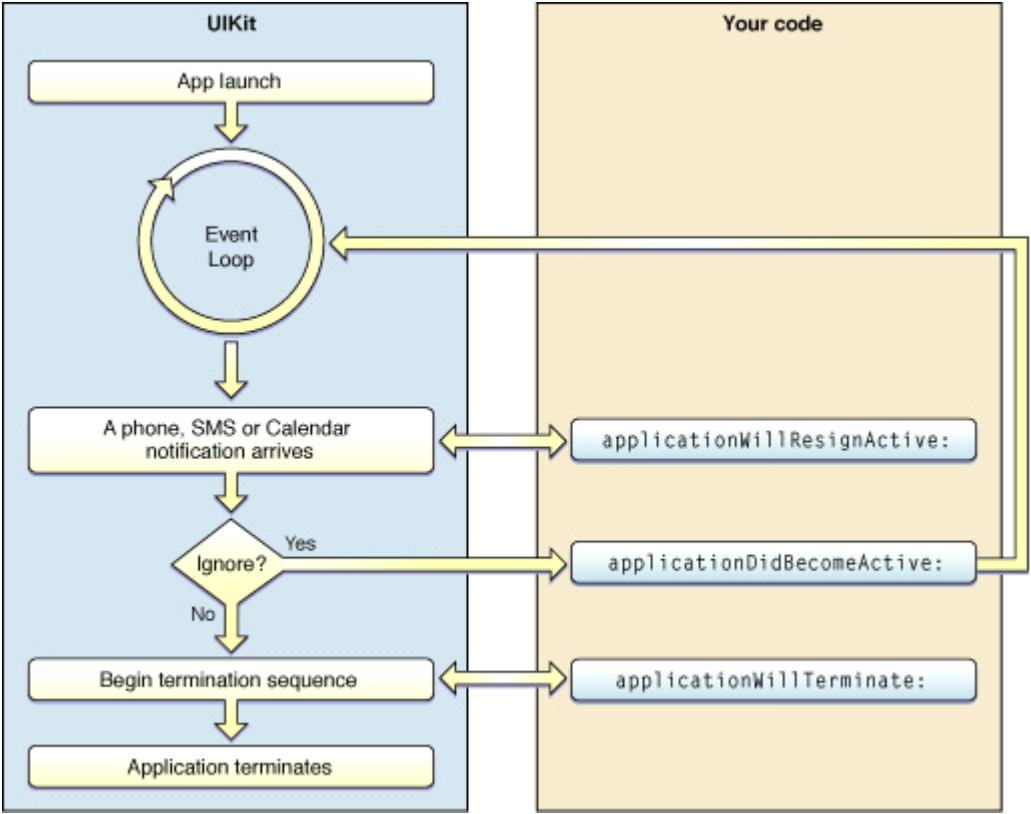 UIKit
Your code
App launch
Event
Loop
A phone, SMS or Calendar
notification arrives
applicationWillResignActive:
Ignore?
Yes
applicationDidBecomeActive:
No
Begin termination sequence
applicationWillTerminate:
Application terminates